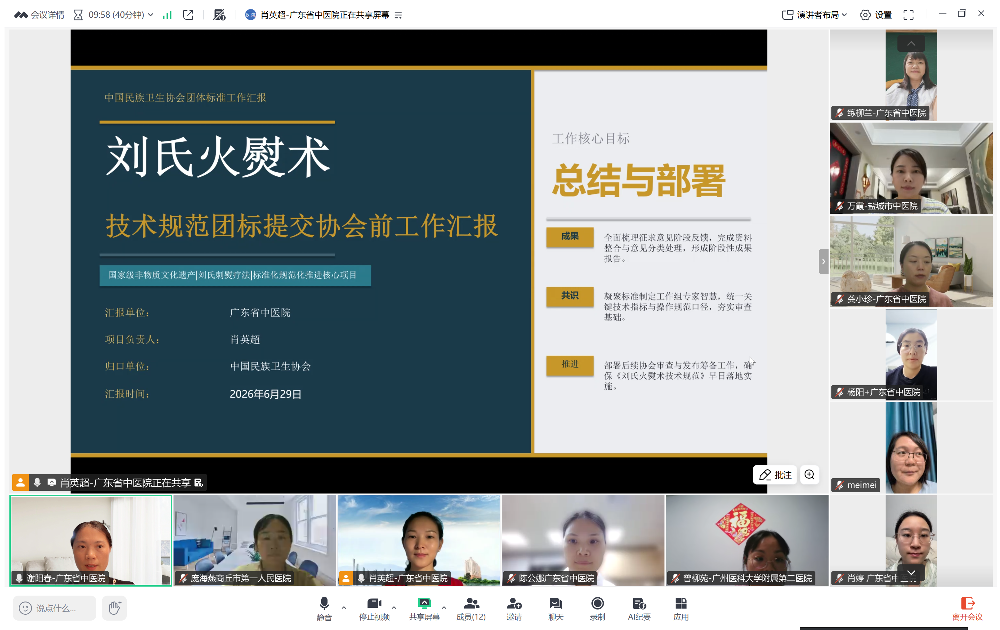 会议详情
09:58 (40分钟)
医院
肖英超-广东省中医院正在共享屏幕
演讲者布局
设置
中国民族卫生协会团体标准工作汇报
刘氏火熨术
技术规范团标提交协会前工作汇报
国家级非物质文化遗产|刘氏刺熨疗法|标准化规范化推进核心项目
汇报单位：
广东省中医院
项目负责人：
肖英超
归口单位：
中国民族卫生协会
汇报时间：
2026年6月29日
工作核心目标
总结与部署
成果
全面梳理征求意见阶段反馈，完成资料
整合与意见分类处理，形成阶段性成果
报告。
共识
凝聚标准制定工作组专家智慧，统一关
键技术指标与操作规范口径，夯实审查
基础。
推进
部署后续协会审查与发布筹备工作，确
保《刘氏火熨术技术规范》早日落地实
施。
批注
肖英超-广东省中医院正在共享
练柳兰-广东省中医院
万霞-盐城市中医院
龚小珍-广东省中医院
杨阳+广东省中医院
meimei
肖婷 广东省中医院
福
谢阳春-广东省中医院
庞海燕商丘市第一人民医院
肖英超-广东省中医院
陈公娜广东省中医院
曾柳苑-广州医科大学附属第二医院
说点什么...
静音
停止视频
共享屏幕
成员(12)
邀请
聊天
录制
AI纪要
应用
离开会议